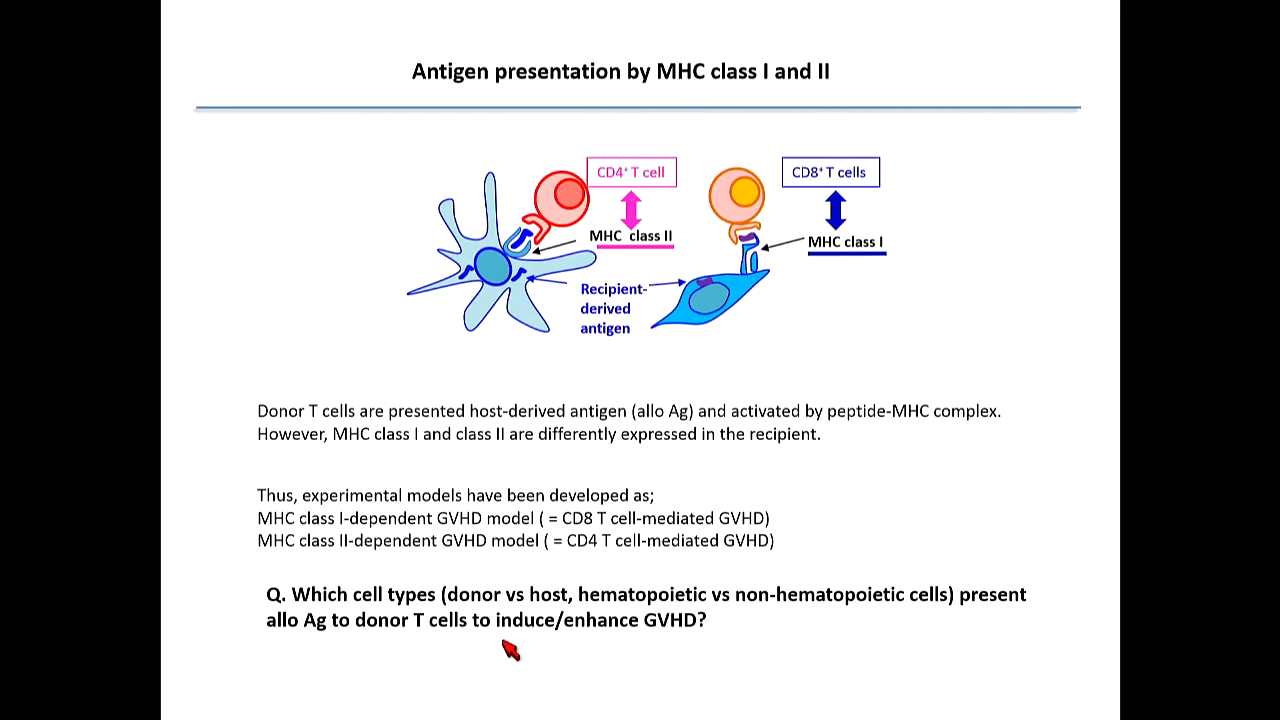 Antigen presentation by MHC class I and II
CD4⁺ T cell
CD8⁺ T cells
MHC class II
MHC class I
Recipient-
derived
antigen
Donor T cells are presented host-derived antigen (allo Ag) and activated by peptide-MHC complex.
However, MHC class I and class II are differently expressed in the recipient.
Thus, experimental models have been developed as;
MHC class I-dependent GVHD model ( = CD8 T cell-mediated GVHD)
MHC class II-dependent GVHD model ( = CD4 T cell-mediated GVHD)
Q. Which cell types (donor vs host, hematopoietic vs non-hematopoietic cells) present
allo Ag to donor T cells to induce/enhance GVHD?